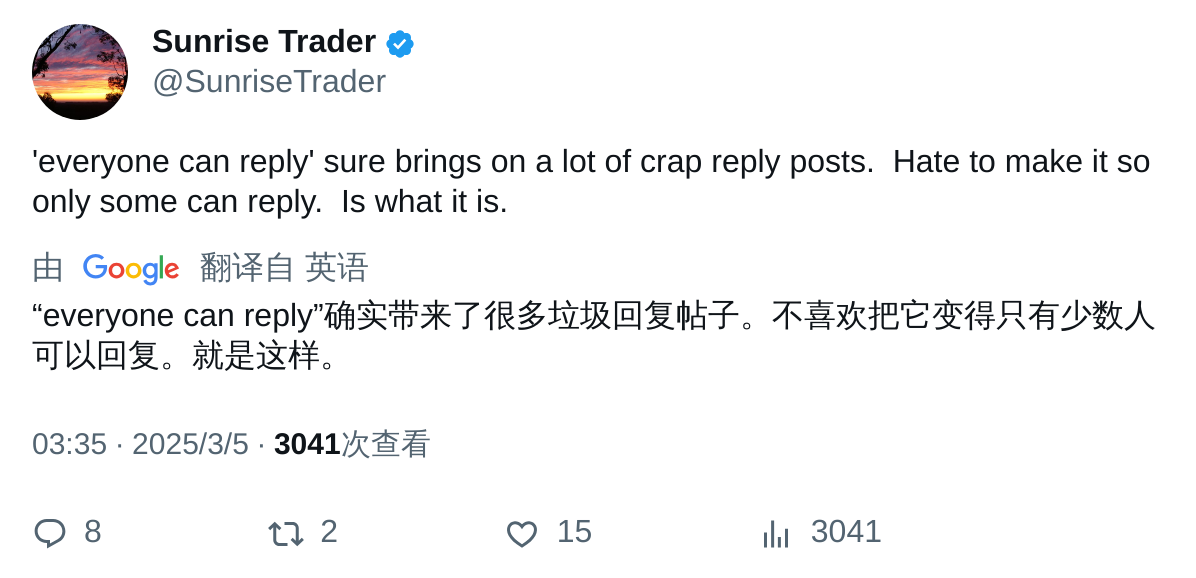 Sunrise Trader
@SunriseTrader
'everyone can reply' sure brings on a lot of crap reply posts.  Hate to make it so
only some can reply.  Is what it is.
由 Google 翻译自 英语
“everyone can reply”确实带来了很多垃圾回复帖子。不喜欢把它变得只有少数人
可以回复。就是这样。
03:35 · 2025/3/5 · 3041次查看
8 2 15 3041